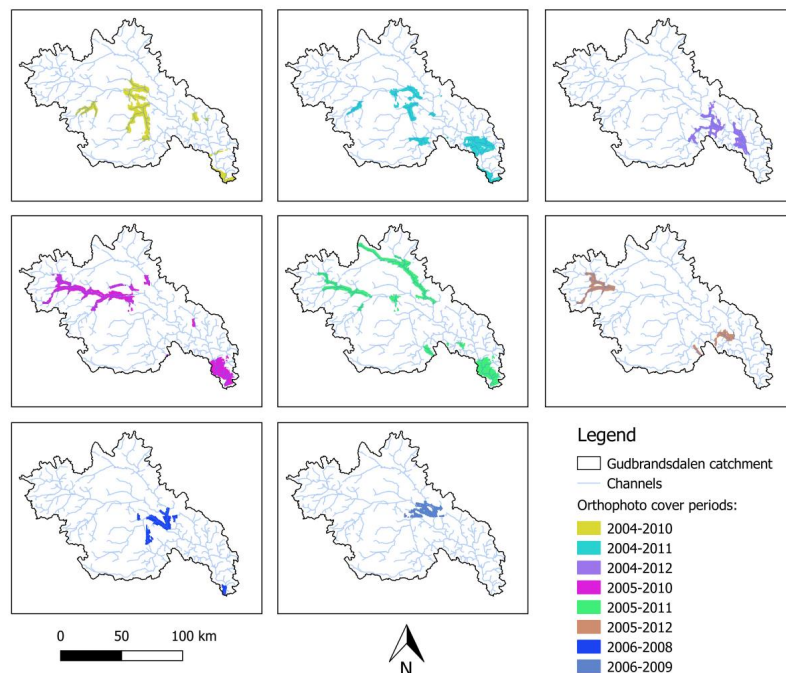 Legend
Gudbrandsdalen catchment
Channels
Orthophoto cover periods:
2004-2010
2004-2011
2004-2012
2005-2010
2005-2011
2005-2012
2006-2008
2006-2009
0 50 100 km
N